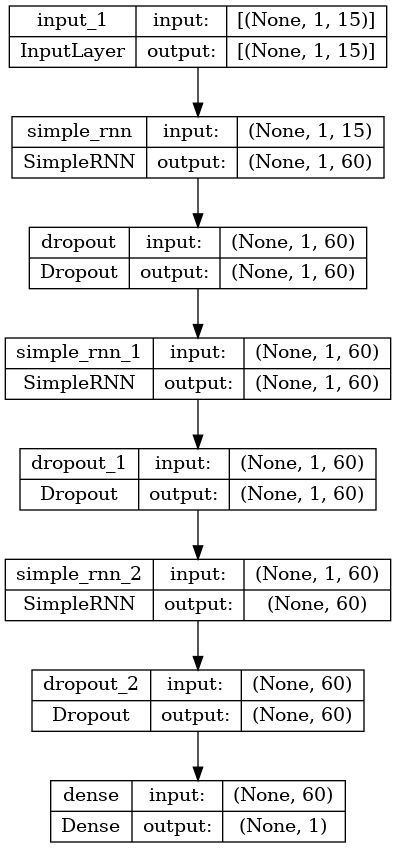 input_1 input: [(None, 1, 15)]
InputLayer output: [(None, 1, 15)]
simple_rnn input: (None, 1, 15)
SimpleRNN output: (None, 1, 60)
dropout input: (None, 1, 60)
Dropout output: (None, 1, 60)
simple_rnn_1 input: (None, 1, 60)
SimpleRNN output: (None, 1, 60)
dropout_1 input: (None, 1, 60)
Dropout output: (None, 1, 60)
simple_rnn_2 input: (None, 1, 60)
SimpleRNN output: (None, 60)
dropout_2 input: (None, 60)
Dropout output: (None, 60)
dense input: (None, 60)
Dense output: (None, 1)